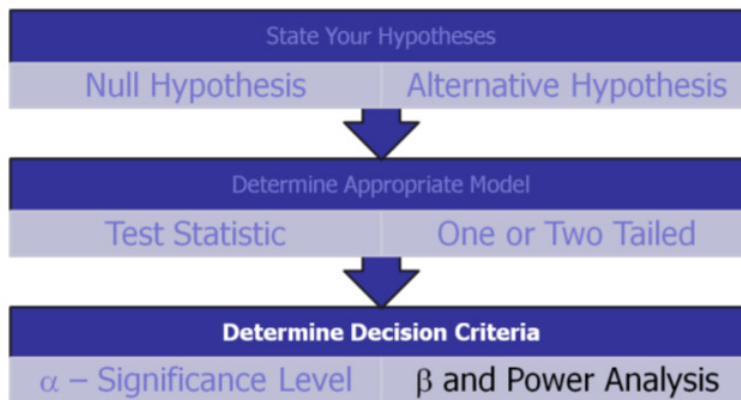 State Your Hypotheses
Null Hypothesis Alternative Hypothesis
Determine Appropriate Model
Test Statistic One or Two Tailed
Determine Decision Criteria
α – Significance Level β and Power Analysis